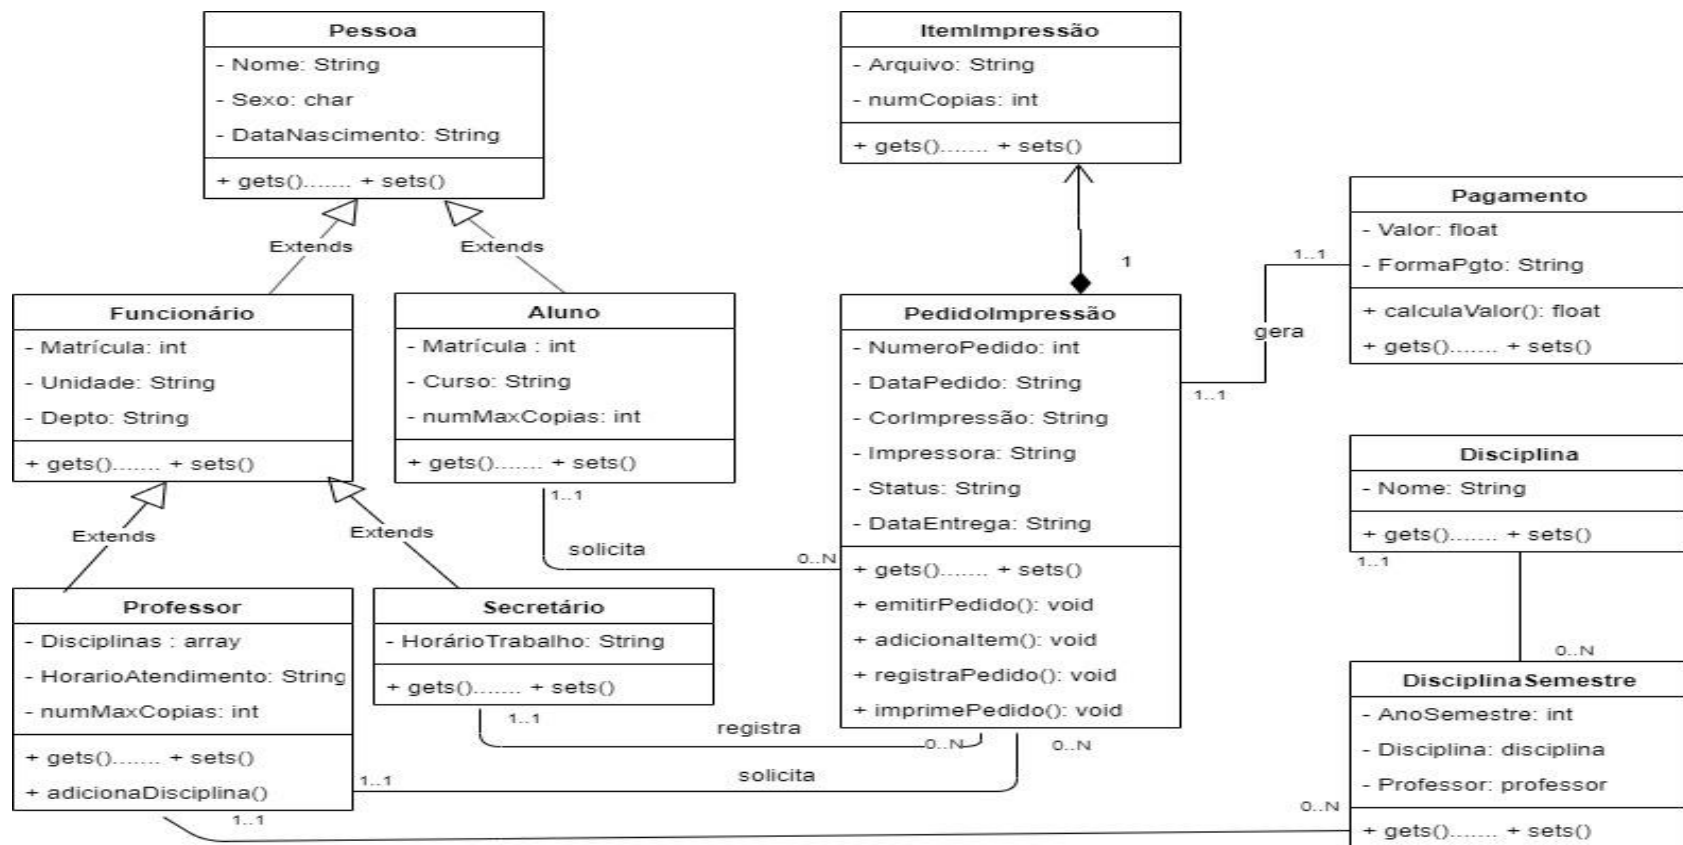 Pessoa
- Nome: String
- Sexo: char
- DataNascimento: String
+ gets()....... + sets()
ItemImpressão
- Arquivo: String
- numCopias: int
+ gets()....... + sets()
Pagamento
- Valor: float
- FormaPgto: String
+ calculaValor(): float
+ gets()....... + sets()
Extends
Extends
1
1..1
gera
1..1
Funcionário
- Matrícula: int
- Unidade: String
- Depto: String
+ gets()....... + sets()
Aluno
- Matrícula : int
- Curso: String
- numMaxCopias: int
+ gets()....... + sets()
PedidoImpressão
- NumeroPedido: int
- DataPedido: String
- CorImpressão: String
- Impressora: String
- Status: String
- DataEntrega: String
+ gets()....... + sets()
+ emitirPedido(): void
+ adicionaItem(): void
+ registraPedido(): void
+ imprimePedido(): void
Disciplina
- Nome: String
+ gets()....... + sets()
1..1
0..N
Extends
Extends
1..1
solicita
0..N
Professor
- Disciplinas : array
- HorarioAtendimento: String
- numMaxCopias: int
+ gets()....... + sets()
+ adicionaDisciplina()
Secretário
- HorárioTrabalho: String
+ gets()....... + sets()
1..1
registra
0..N
0..N
1..1
solicita
1..1
0..N
DisciplinaSemestre
- AnoSemestre: int
- Disciplina: disciplina
- Professor: professor
+ gets()....... + sets()